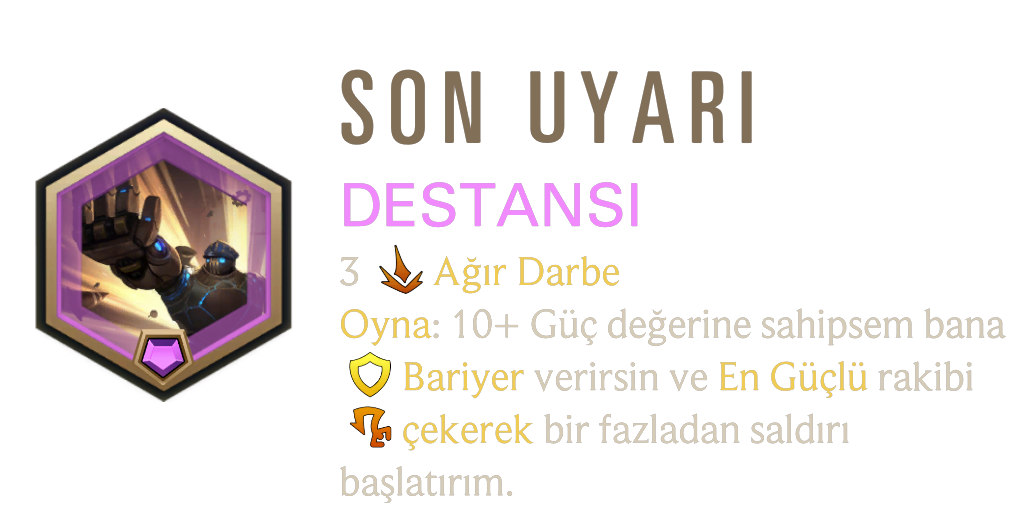 SON UYARI
DESTANSI
3 Ağır Darbe
Oyna: 10+ Güç değerine sahipsem bana
Bariyer verirsin ve En Güçlü rakibi
çekerek bir fazladan saldırı
başlatırım.